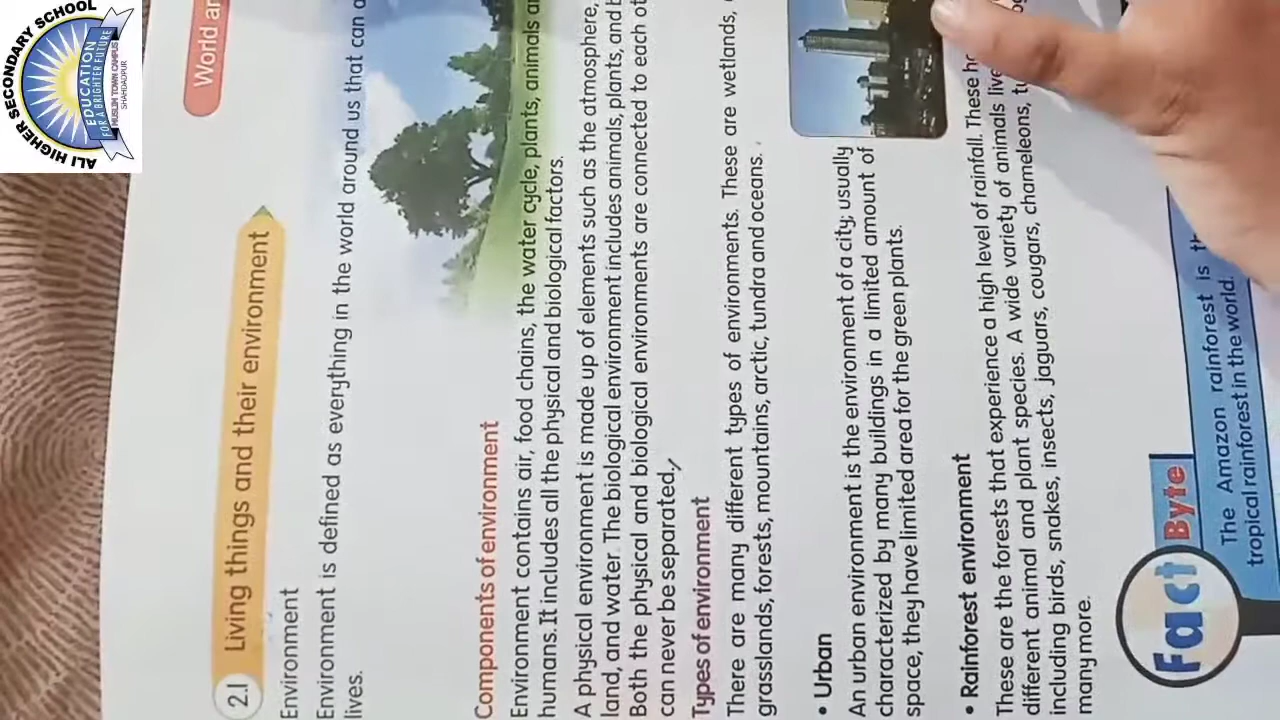 ALI HIGHER SECONDARY SCHOOL
EDUCATION
FOR A BRIGHTER FUTURE
MUSLIM TOWN CAMPUS
SHAHDADPUR
World ar
2.1 Living things and their environment
Environment
Environment is defined as everything in the world around us that can a
lives.
Components of environment
Environment contains air, food chains, the water cycle, plants, animals an
humans. It includes all the physical and biological factors.
A physical environment is made up of elements such as the atmosphere,
land, and water. The biological environment includes animals, plants, and b
Both the physical and biological environments are connected to each ot
can never be separated.
Types of environment
There are many different types of environments. These are wetlands,
grasslands, forests, mountains, arctic, tundra and oceans.
• Urban
An urban environment is the environment of a city; usually
characterized by many buildings in a limited amount of
space, they have limited area for the green plants.
• Rainforest environment
These are the forests that experience a high level of rainfall. These
different animal and plant species. A wide variety of animals live
including birds, snakes, insects, jaguars, cougars, chameleons,
many more.
Fact Byte
The Amazon rainforest is
tropical rainforest in the world.